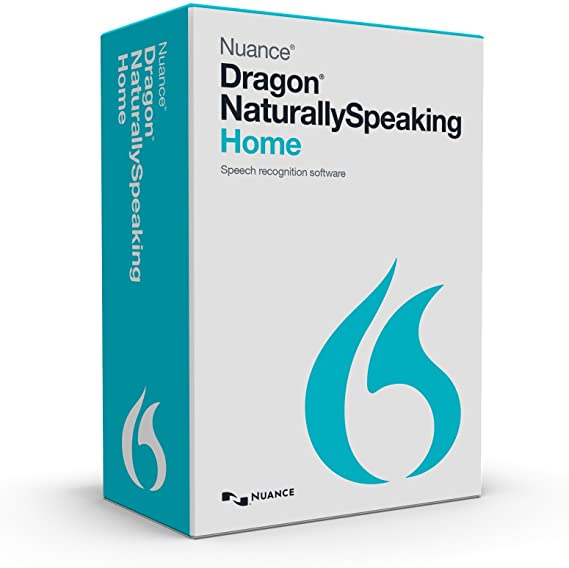 Nuance®
Dragon®
NaturallySpeaking
Home
Speech recognition software
NUANCE
Nuance®
Dragon®
NaturallySpeaking
Home